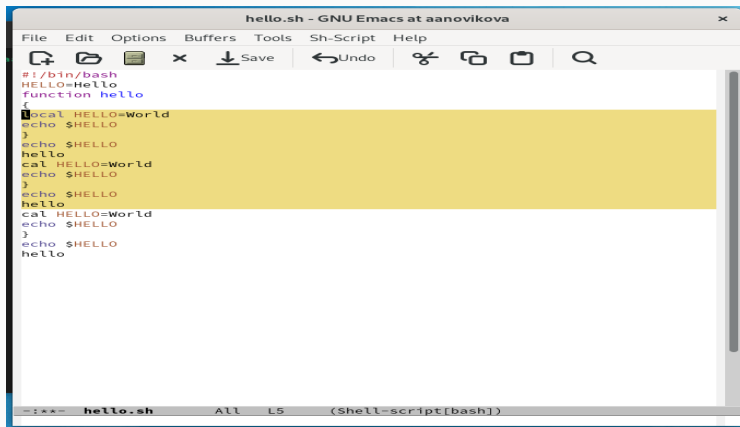 hello.sh - GNU Emacs at aanovikova
File Edit Options Buffers Tools Sh-Script Help
Save Undo
#!/bin/bash
HELLO=Hello
function hello
{
local HELLO=World
echo $HELLO
}
echo $HELLO
hello
cal HELLO=World
echo $HELLO
}
echo $HELLO
hello
cal HELLO=World
echo $HELLO
}
echo $HELLO
hello
-:**- hello.sh All L5 (Shell-script[bash])